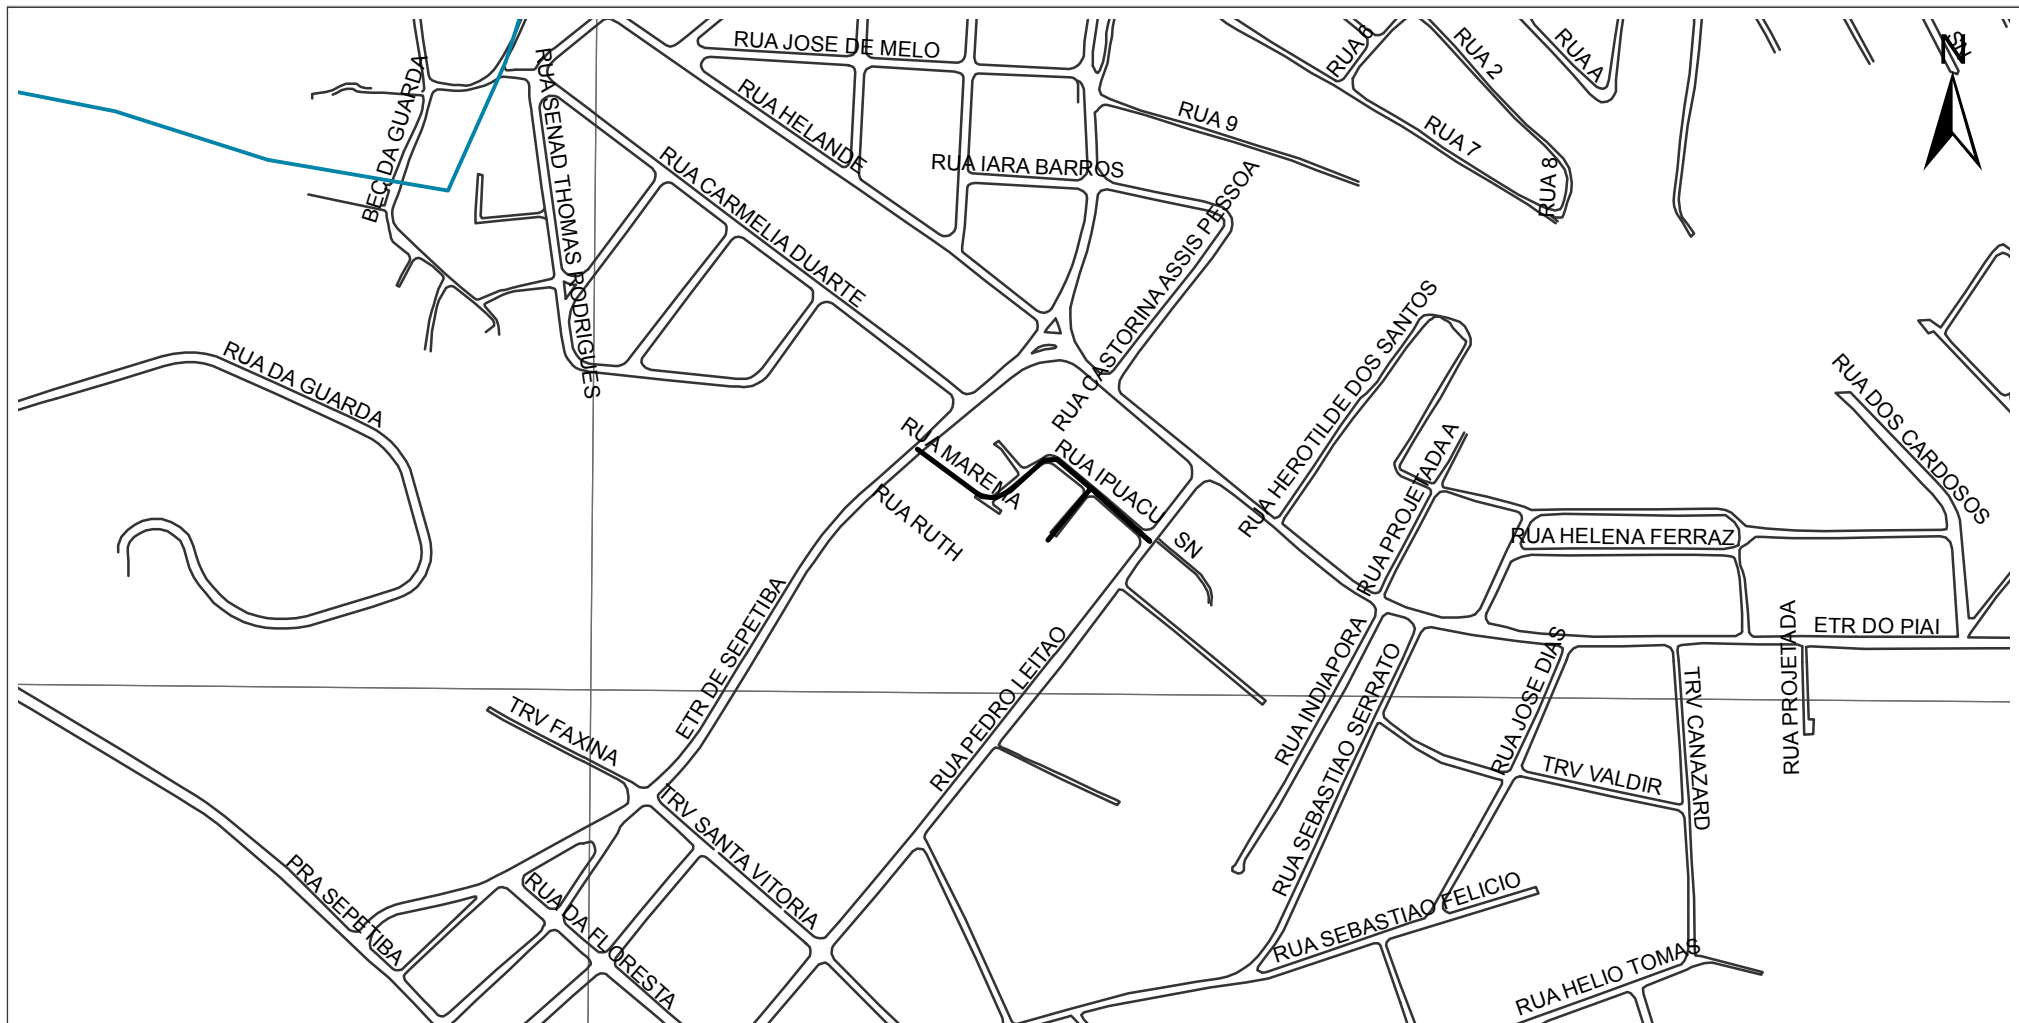 RUA JOSE DE MELO
RUA 6
RUA 2
RUA A
SN
N
BEC DA GUARDA
RUA SENAD THOMAS RODRIGUES
RUA HELANDE
RUA 9
RUA 7
RUA 8
RUA CARMELIA DUARTE
RUA IARA BARROS
RUA CASTORINA ASSIS PESSOA
RUA HEROTILDE DOS SANTOS
RUA DA GUARDA
RUA DOS CARDOSOS
RUA MAREMA
RUA IPUACU
RUA PROJETADA A
RUA RUTH
SN
RUA HELENA FERRAZ
ETR DE SEPETIBA
RUA PEDRO LEITAO
RUA INDIAPORA
RUA SEBASTIAO SERRATO
RUA JOSE DIAS
ETR DO PIAI
RUA PROJETADA
TRV CANAZARD
TRV FAXINA
TRV VALDIR
TRV SANTA VITORIA
PRA SEPETIBA
RUA DA FLORESTA
RUA SEBASTIAO FELICIO
RUA HELIO TOMAS